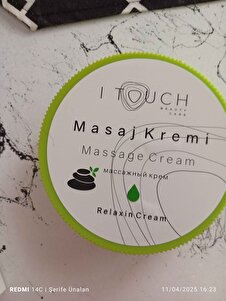 I TOUCH
BEAUTY
CARE
Masaj Kremi
Massage Cream
массажный крем
Relaxin Cream
REDMI 14C | Şerife Ünalan
11/04/2025 16:23